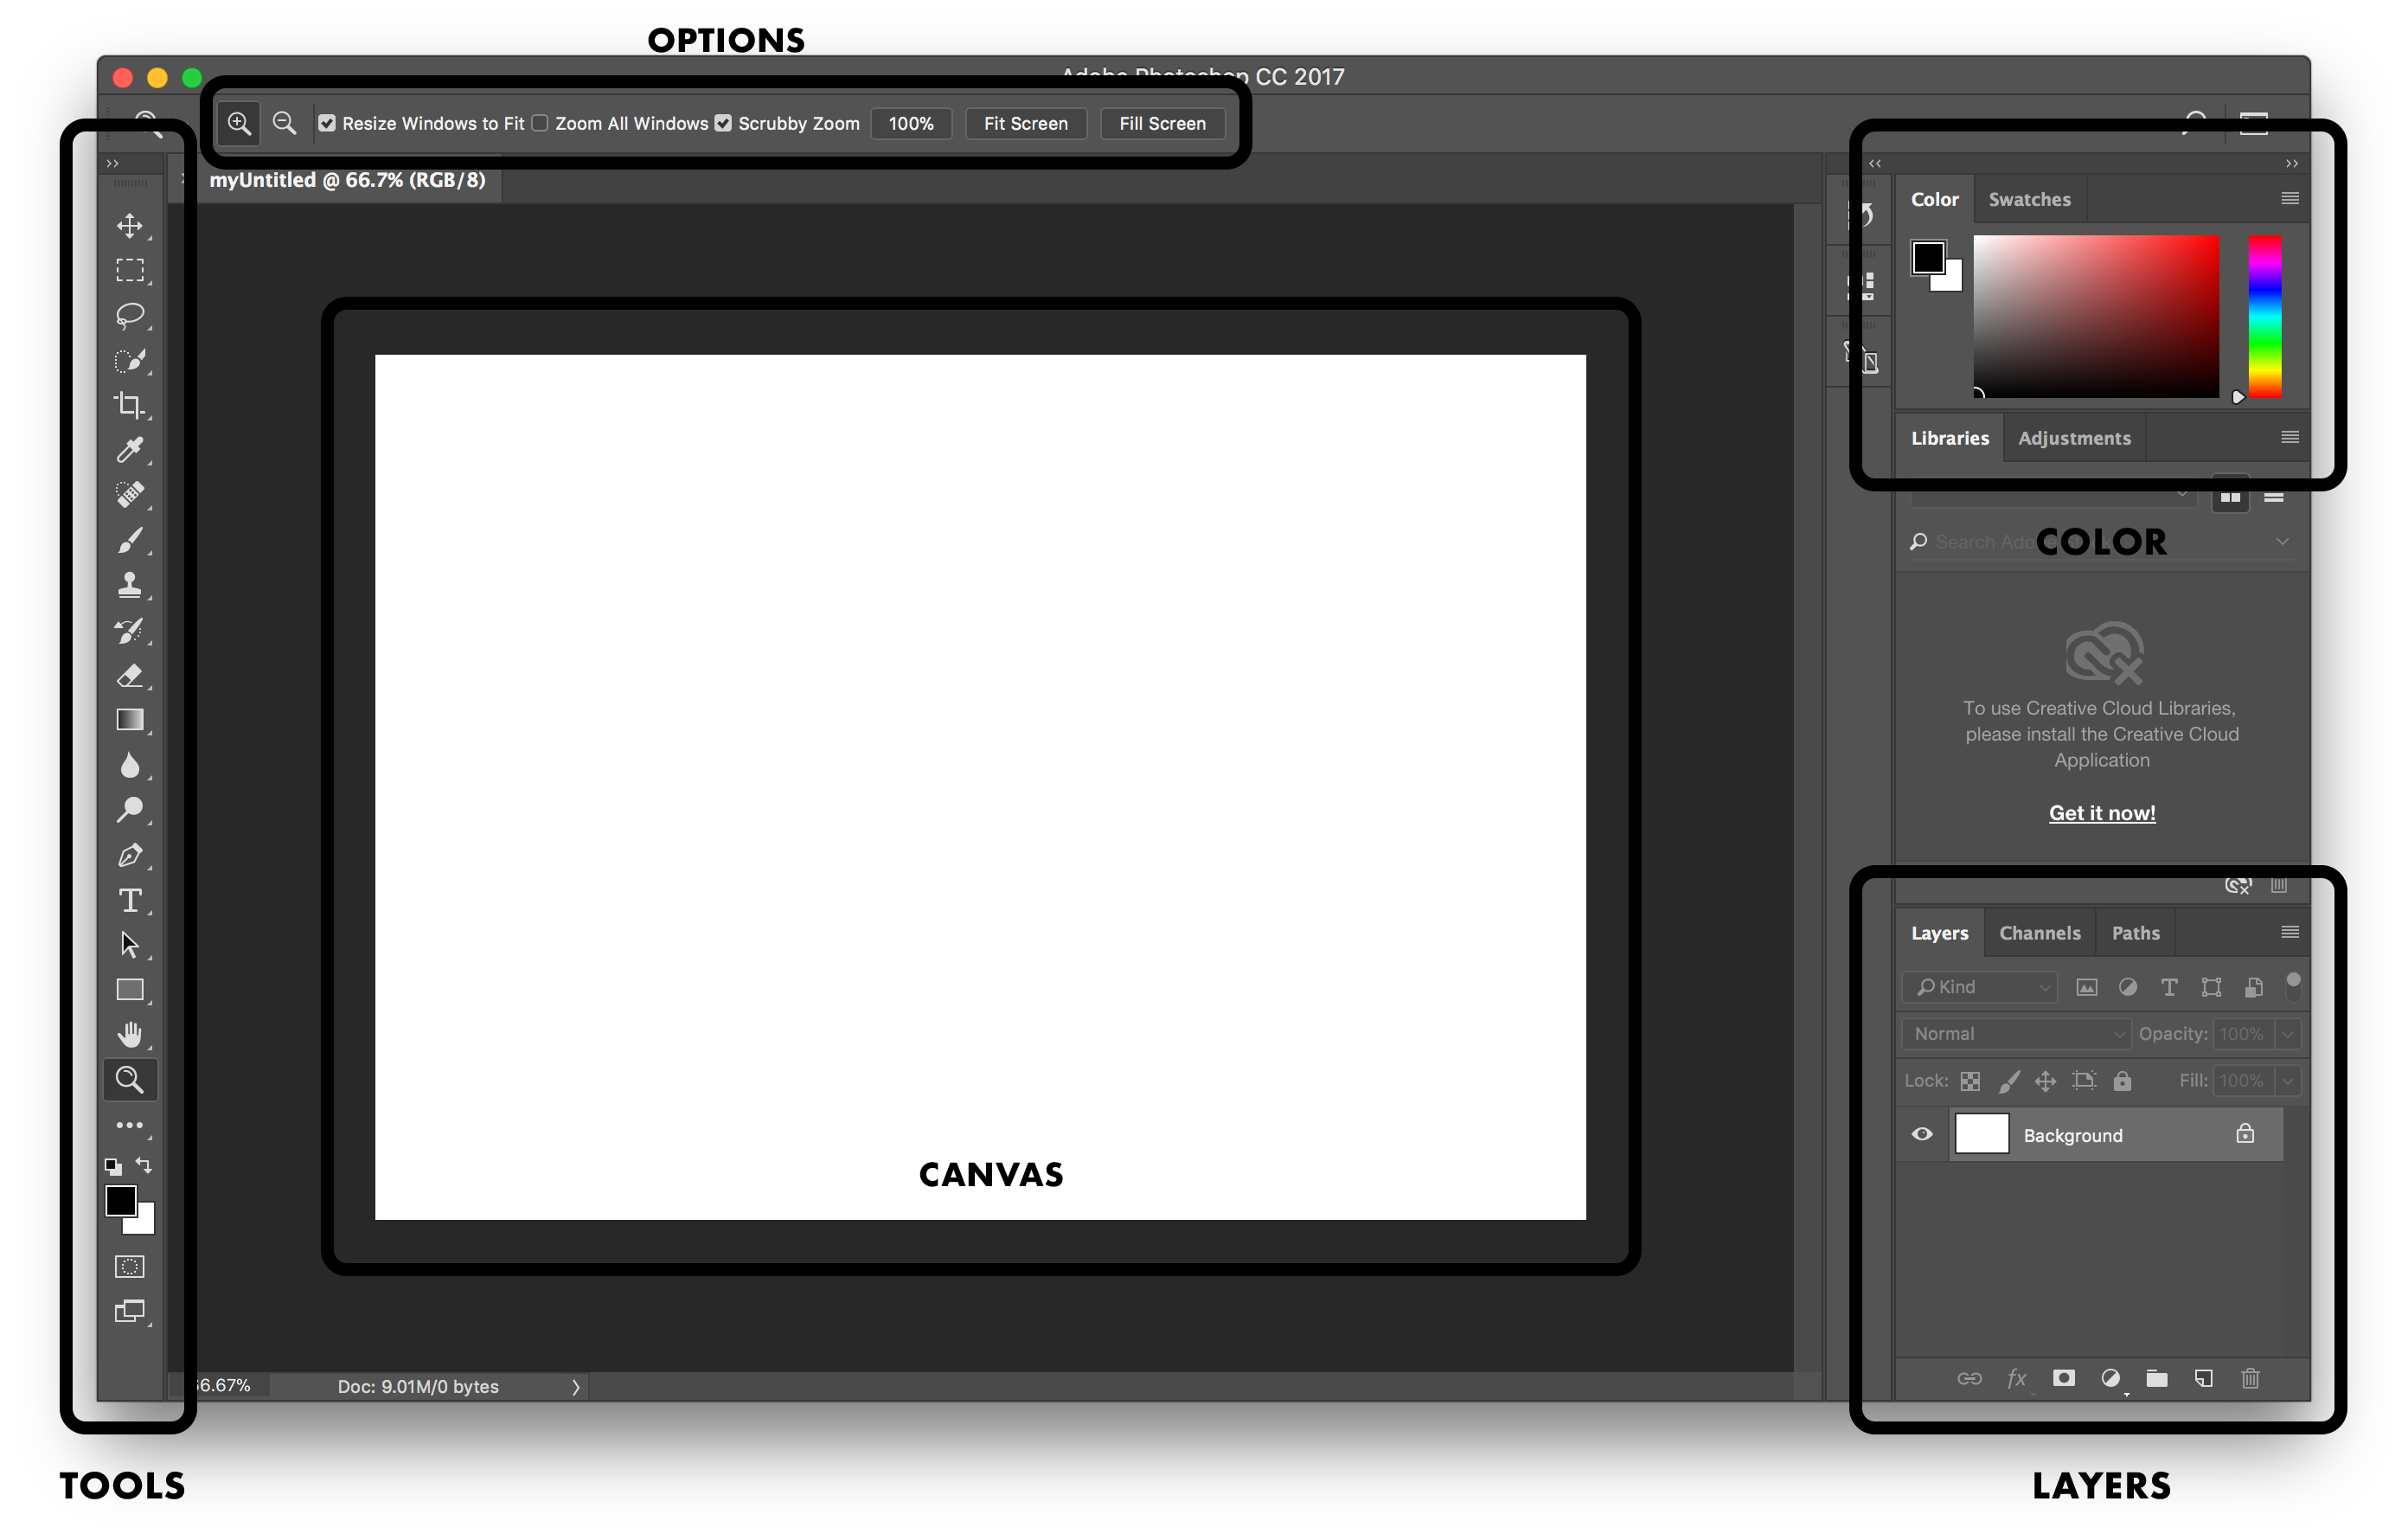 OPTIONS
Adobe Photoshop CC 2017
Resize Windows to Fit Zoom All Windows Scrubby Zoom 100% Fit Screen Fill Screen
myUntitled @ 66.7% (RGB/8)
Color Swatches
Libraries Adjustments
Search Ado
COLOR
To use Creative Cloud Libraries,
please install the Creative Cloud
Application
Get it now!
Layers Channels Paths
Kind
Normal Opacity: 100%
Lock: Fill: 100%
Background
CANVAS
fx
66.67% Doc: 9.01M/0 bytes
TOOLS
LAYERS